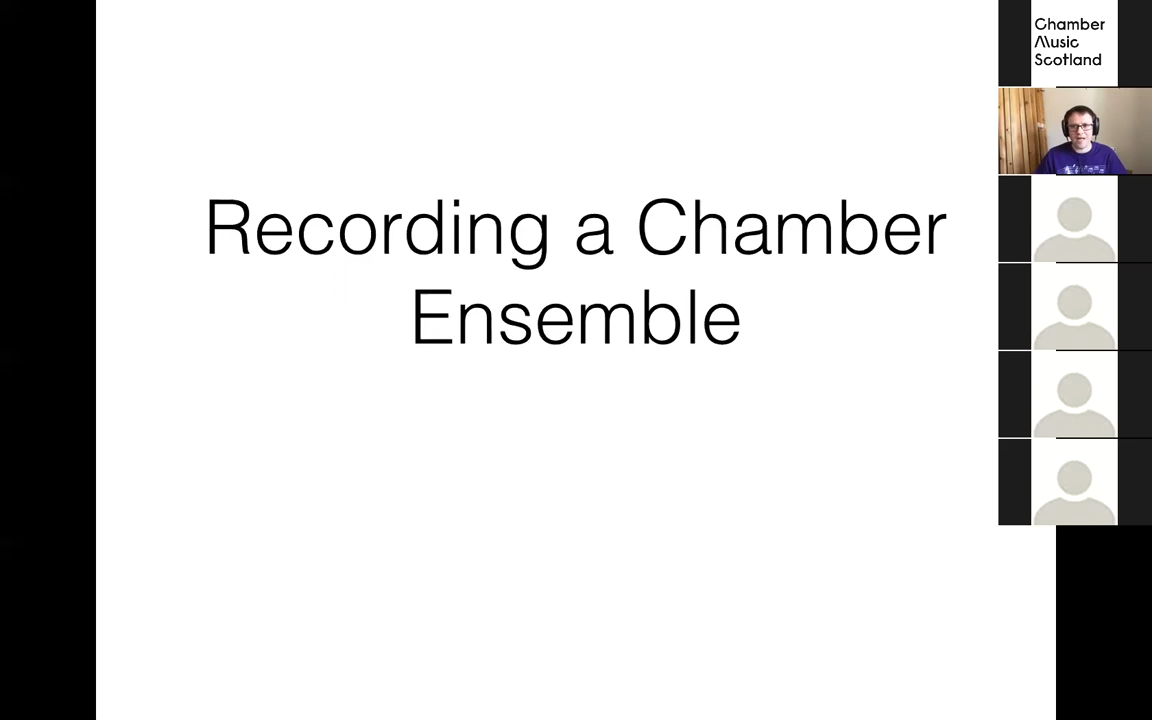 Recording a Chamber
Ensemble
Chamber
Music
Scotland